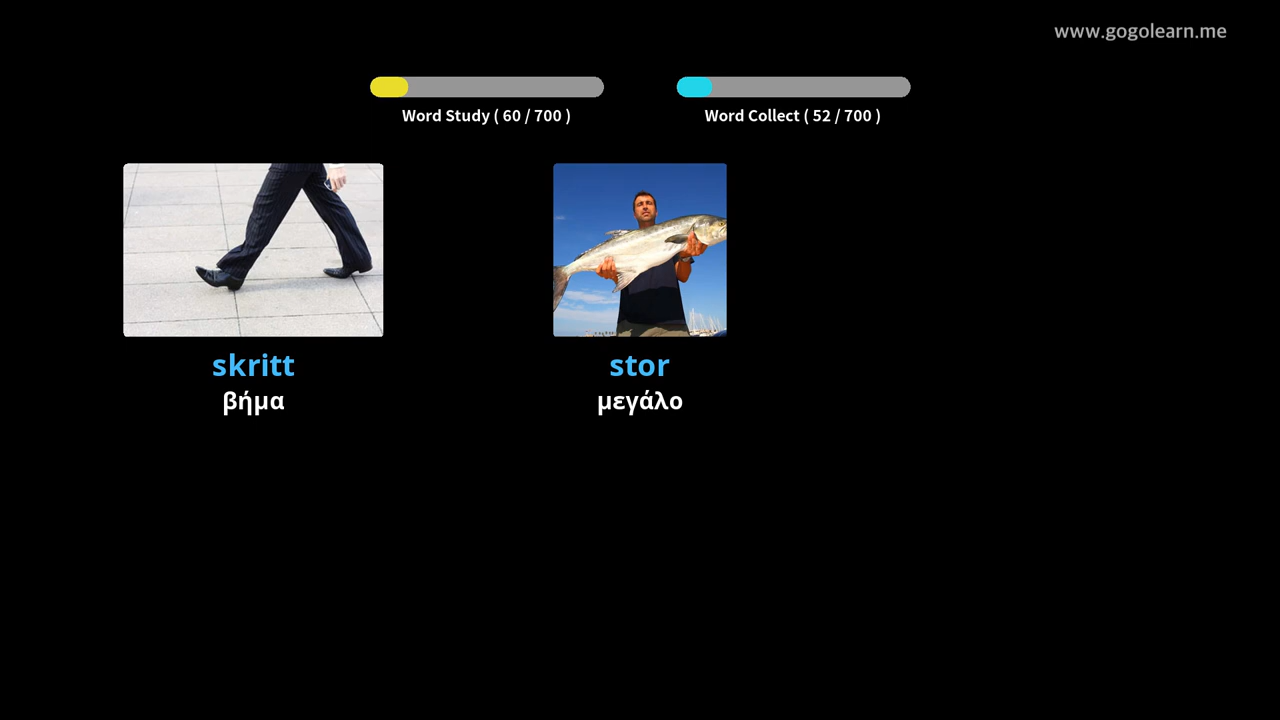 www.gogolearn.me
Word Study ( 60 / 700 )
Word Collect ( 52 / 700 )
skritt
βήμα
stor
μεγάλο